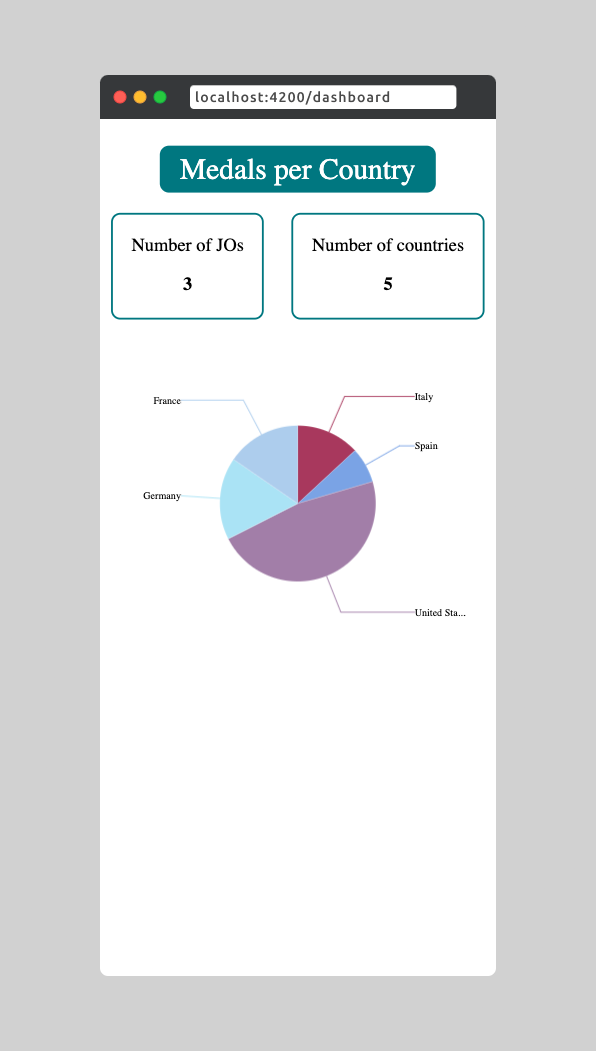 localhost:4200/dashboard
Medals per Country
Number of JOs
3
Number of countries
5
France
Italy
Spain
Germany
United Sta...